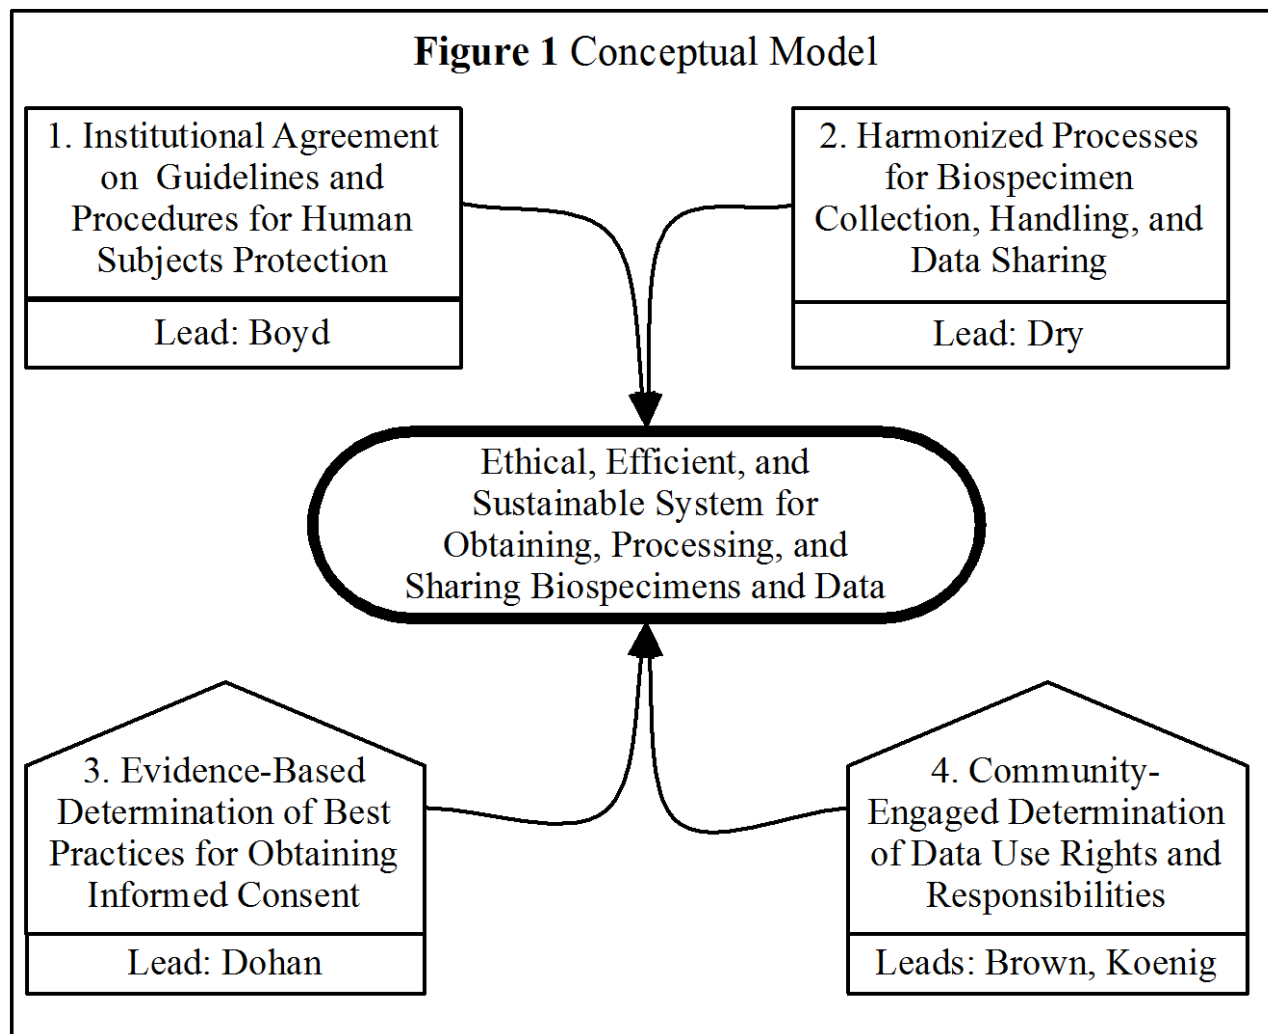 Figure 1 Conceptual Model
1. Institutional Agreement
on Guidelines and
Procedures for Human
Subjects Protection
Lead: Boyd
2. Harmonized Processes
for Biospecimen
Collection, Handling, and
Data Sharing
Lead: Dry
Ethical, Efficient, and
Sustainable System for
Obtaining, Processing, and
Sharing Biospecimens and Data
3. Evidence-Based
Determination of Best
Practices for Obtaining
Informed Consent
Lead: Dohan
4. Community-
Engaged Determination
of Data Use Rights and
Responsibilities
Leads: Brown, Koenig